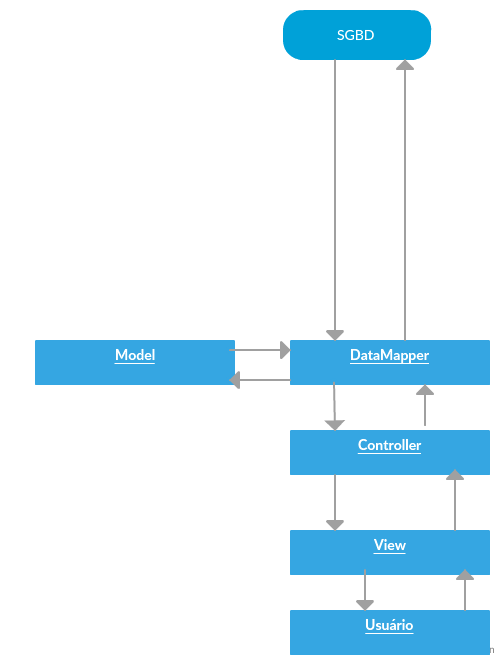 SGBD
Model
DataMapper
Controller
View
Usuário
n